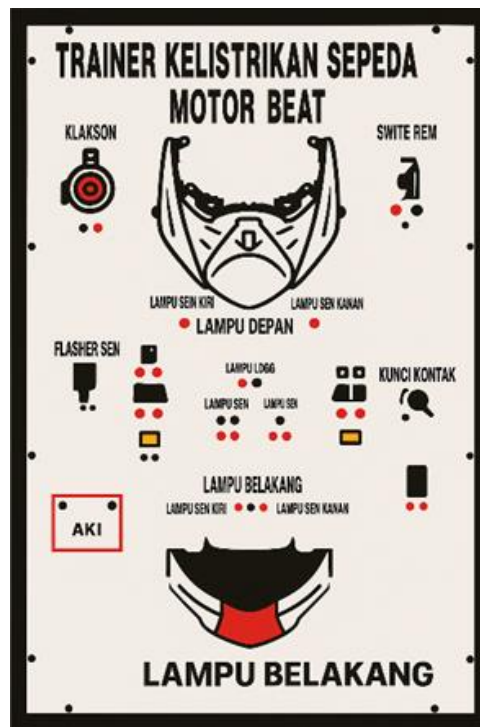 TRAINER KELISTRIKAN SEPEDA
MOTOR BEAT
KLAKSON
SWITE REM
LAMPU SEIN KIRI
LAMPU SEN KANAN
LAMPU DEPAN
FLASHER SEN
LAMPU LDGG
KUNCI KONTAK
LAMPU SEN
LAMPU SEN
LAMPU BELAKANG
LAMPU SEN KIRI
LAMPU SEN KANAN
AKI
LAMPU BELAKANG